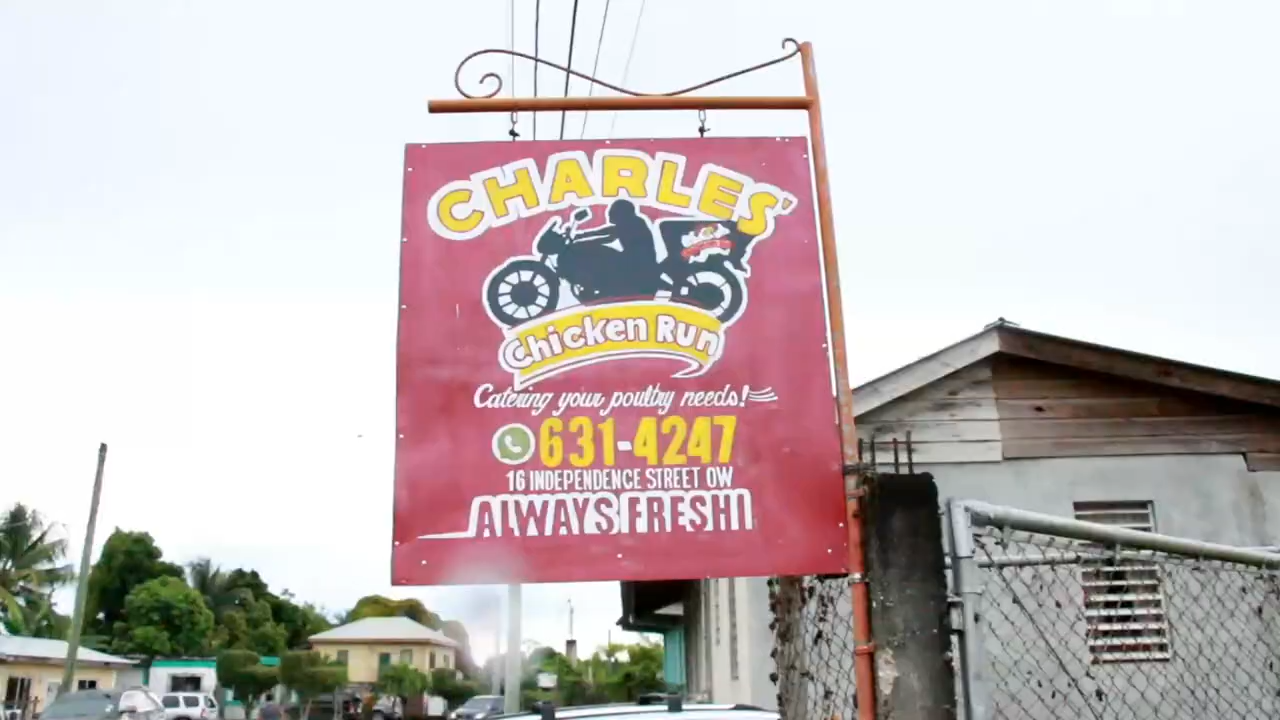 CHARLES'
Chicken Run
Catering your poultry needs!
631-4247
16 INDEPENDENCE STREET OW
ALWAYS FRESH!